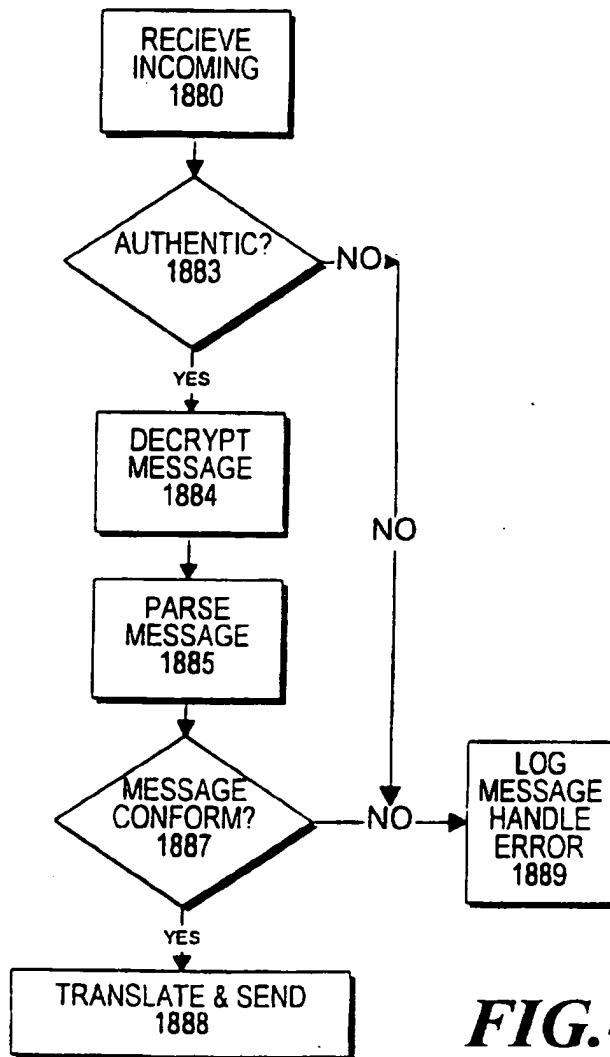 RECIEVE
INCOMING
1880
AUTHENTIC?
1883
NO
YES
DECRYPT
MESSAGE
1884
NO
PARSE
MESSAGE
1885
MESSAGE
CONFORM?
1887
NO
LOG
MESSAGE
HANDLE
ERROR
1889
YES
TRANSLATE & SEND
1888
FIG.